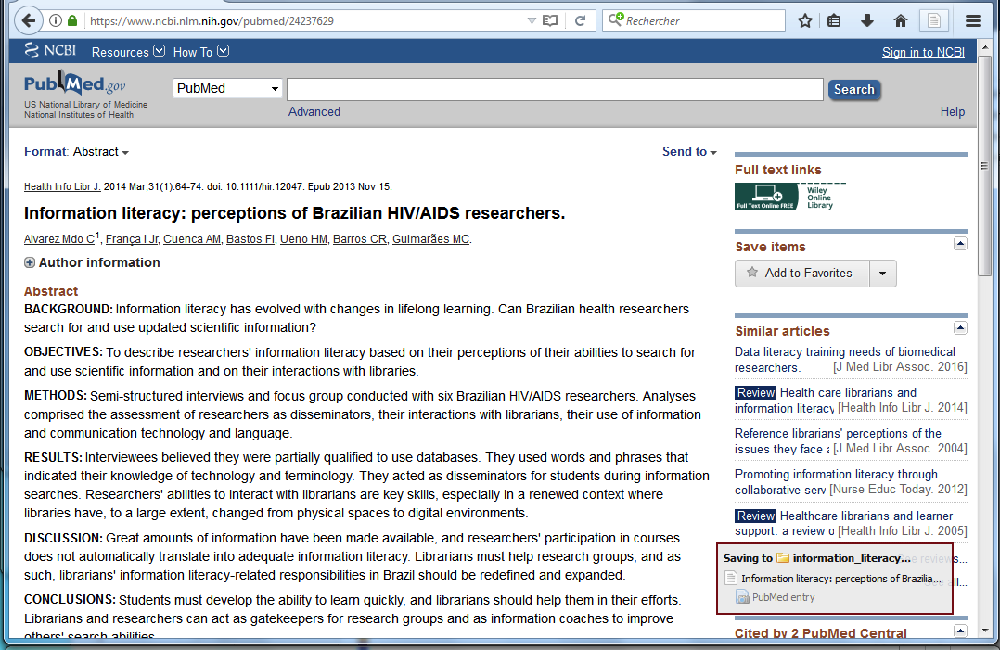 https://www.ncbi.nlm.nih.gov/pubmed/24237629
Rechercher
NCBI Resources How To Sign in to NCBI
PubMed.gov
US National Library of Medicine
National Institutes of Health
PubMed
Search
Advanced
Help
Format: Abstract
Send to
Health Info Libr J. 2014 Mar;31(1):64-74. doi: 10.1111/hir.12047. Epub 2013 Nov 15.
Information literacy: perceptions of Brazilian HIV/AIDS researchers.
Alvarez Mdo C1, França I Jr, Cuenca AM, Bastos FI, Ueno HM, Barros CR, Guimarães MC.
Author information
Abstract
BACKGROUND: Information literacy has evolved with changes in lifelong learning. Can Brazilian health researchers
search for and use updated scientific information?
OBJECTIVES: To describe researchers' information literacy based on their perceptions of their abilities to search for
and use scientific information and on their interactions with libraries.
METHODS: Semi-structured interviews and focus group conducted with six Brazilian HIV/AIDS researchers. Analyses
comprised the assessment of researchers as disseminators, their interactions with librarians, their use of information
and communication technology and language.
RESULTS: Interviewees believed they were partially qualified to use databases. They used words and phrases that
indicated their knowledge of technology and terminology. They acted as disseminators for students during information
searches. Researchers' abilities to interact with librarians are key skills, especially in a renewed context where
libraries have, to a large extent, changed from physical spaces to digital environments.
DISCUSSION: Great amounts of information have been made available, and researchers' participation in courses
does not automatically translate into adequate information literacy. Librarians must help research groups, and as
such, librarians' information literacy-related responsibilities in Brazil should be redefined and expanded.
CONCLUSIONS: Students must develop the ability to learn quickly, and librarians should help them in their efforts.
Librarians and researchers can act as gatekeepers for research groups and as information coaches to improve
others' search abilities.
Full text links
Full Text Online FREE
Wiley
Online
Library
Save items
Add to Favorites
Similar articles
Data literacy training needs of biomedical
researchers. [J Med Libr Assoc. 2016]
Review Health care librarians and
information literacy [Health Info Libr J. 2014]
Reference librarians' perceptions of the
issues they face a [J Med Libr Assoc. 2004]
Promoting information literacy through
collaborative serv [Nurse Educ Today. 2012]
Review Healthcare librarians and learner
support: a review o [Health Info Libr J. 2005]
See reviews...
See all...
Saving to information_literacy...
Information literacy: perceptions of Brazilia...
PubMed entry
Cited by 2 PubMed Central